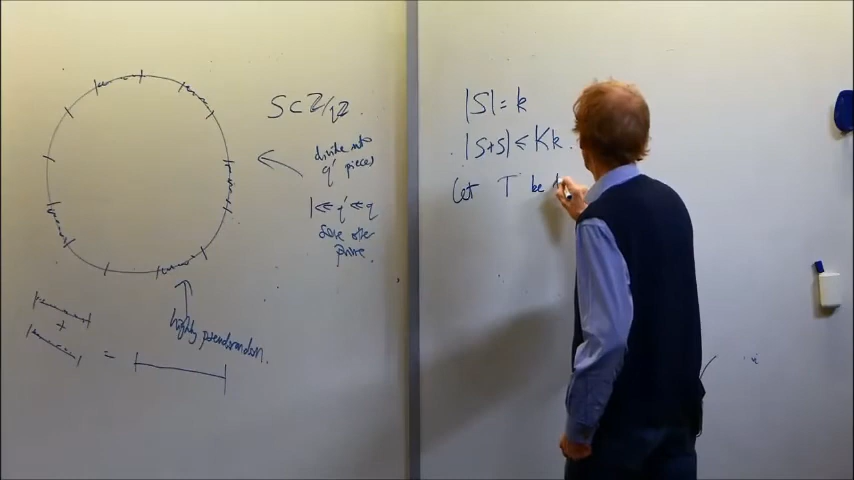 S⊂Z/qZ
divide into
q' pieces
1≪q'≪q
some other
prime.
highly pseudorandom.
+
=
|S|=k
|S+S|≤Kk.
Let T be